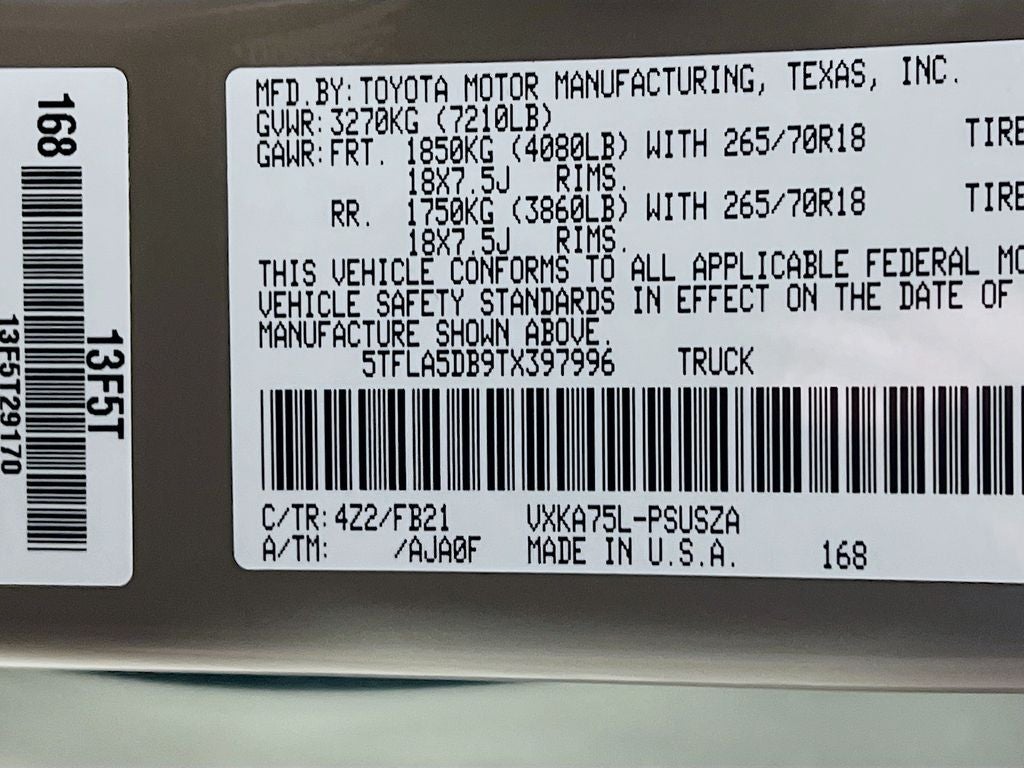 168
13F5T
13F5T29170
MFD.BY: TOYOTA MOTOR MANUFACTURING, TEXAS, INC.
GVWR: 3270KG (7210LB)
GAWR: FRT. 1850KG (4080LB) WITH 265/70R18 TIRE
18X7.5J RIMS.
RR. 1750KG (3860LB) WITH 265/70R18 TIRE
18X7.5J RIMS.
THIS VEHICLE CONFORMS TO ALL APPLICABLE FEDERAL MO
VEHICLE SAFETY STANDARDS IN EFFECT ON THE DATE OF
MANUFACTURE SHOWN ABOVE.
5TFLA5DB9TX397996 TRUCK
C/TR: 4Z2/FB21 VXKA75L-PSUSZA
A/TM: /AJA0F MADE IN U.S.A. 168